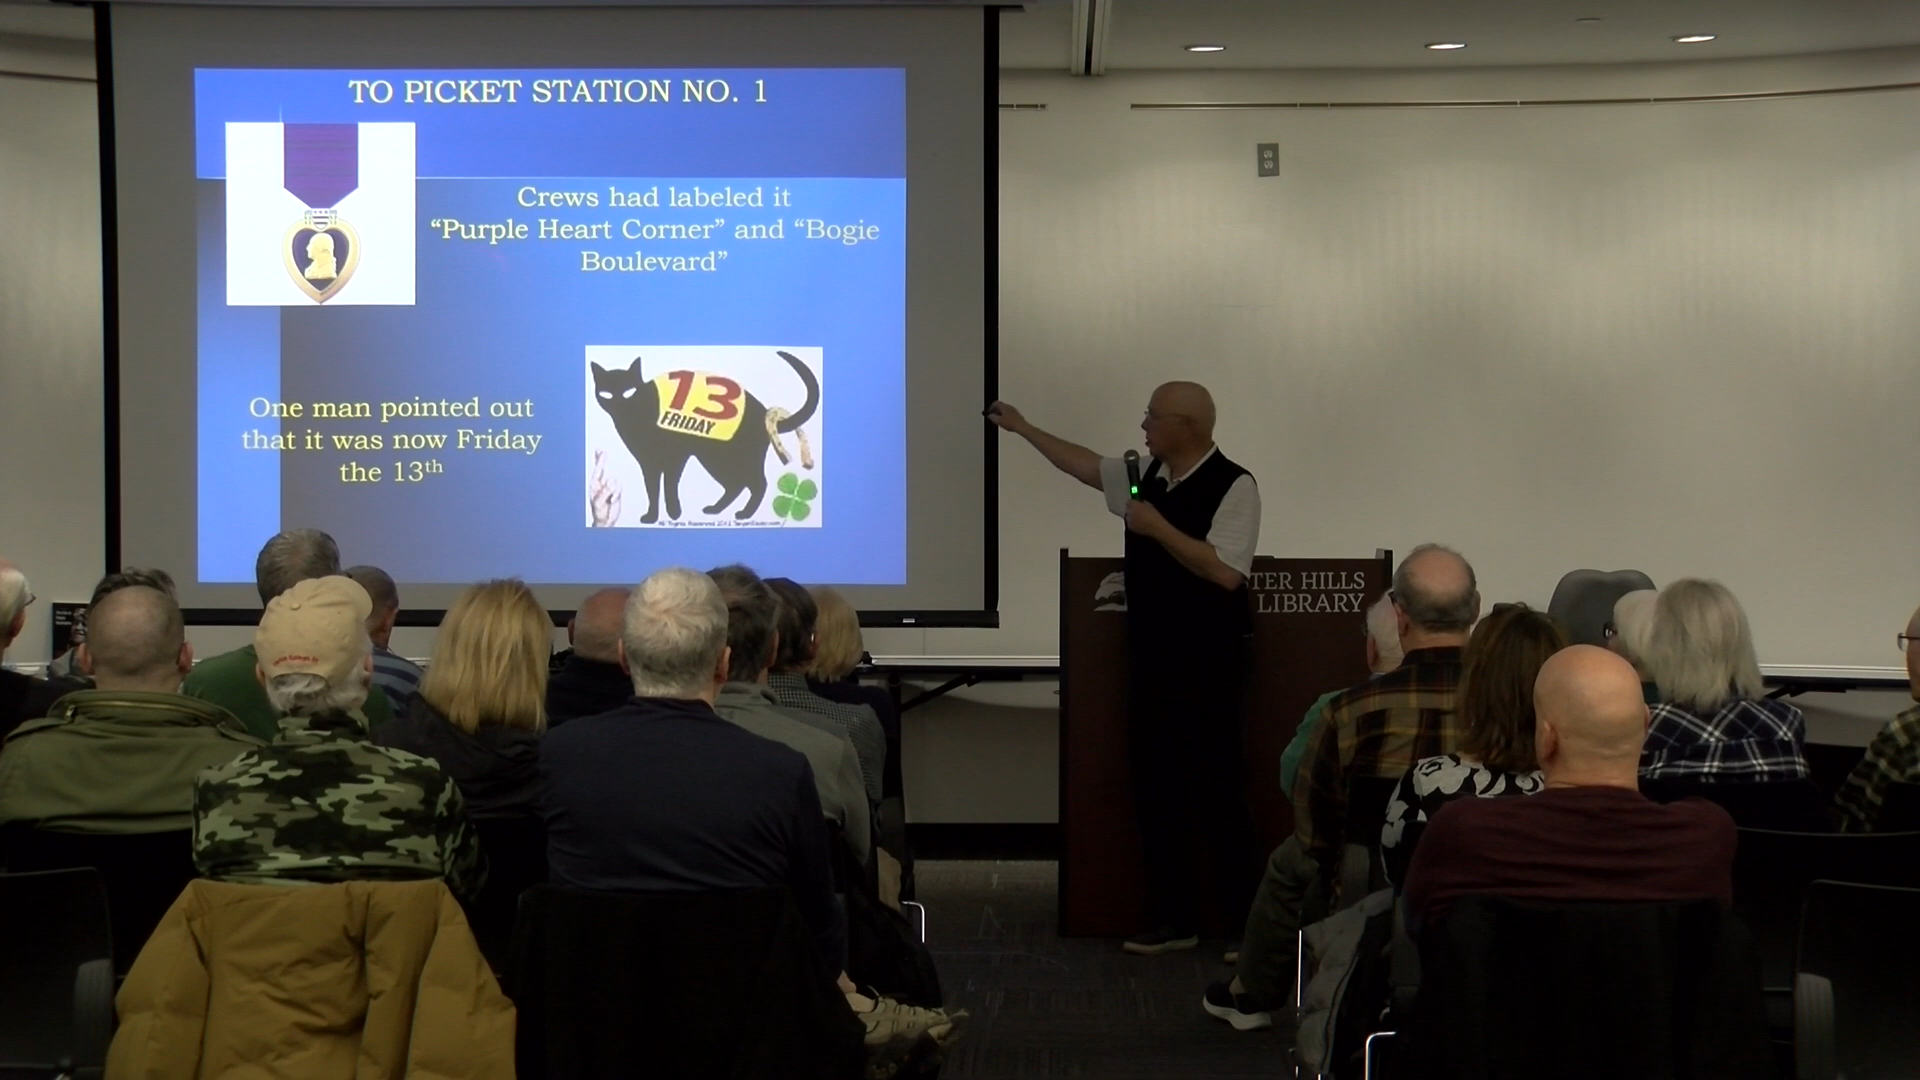 TO PICKET STATION NO. 1
Crews had labeled it
“Purple Heart Corner” and “Bogie
Boulevard”
13
FRIDAY
One man pointed out
that it was now Friday
the 13th
TER HILLS
LIBRARY